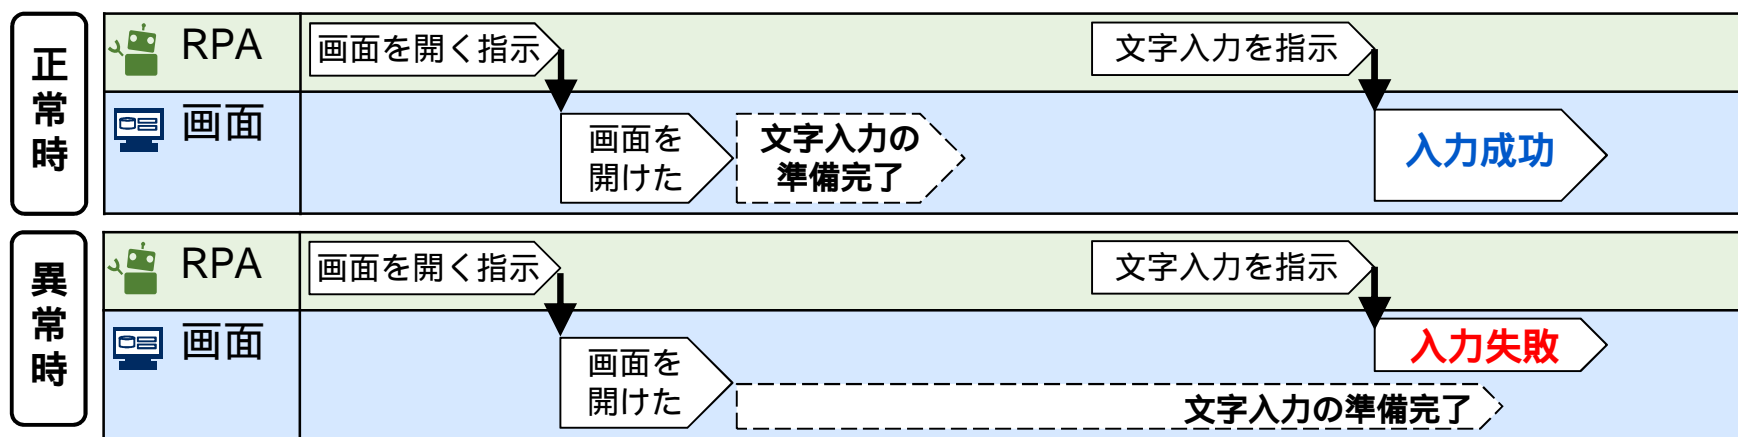 正常時
RPA
画面を開く指示
文字入力を指示
画面
画面を
開けた
文字入力の
準備完了
入力成功
異常時
RPA
画面を開く指示
文字入力を指示
画面
画面を
開けた
入力失敗
文字入力の準備完了